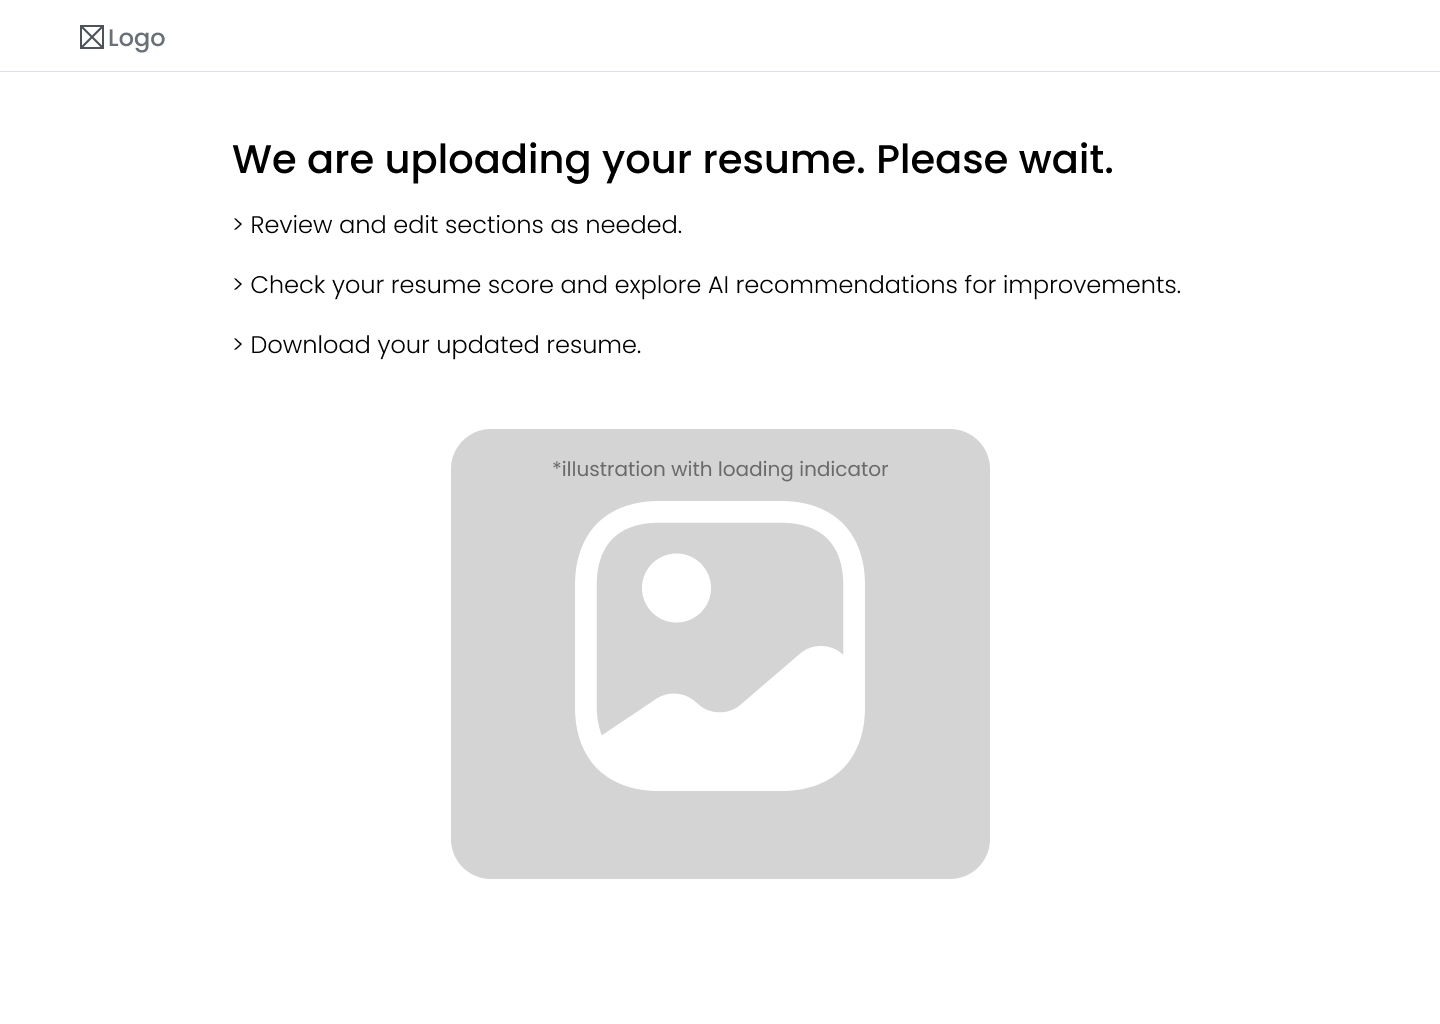 Logo
We are uploading your resume. Please wait.
> Review and edit sections as needed.
> Check your resume score and explore AI recommendations for improvements.
> Download your updated resume.
*illustration with loading indicator